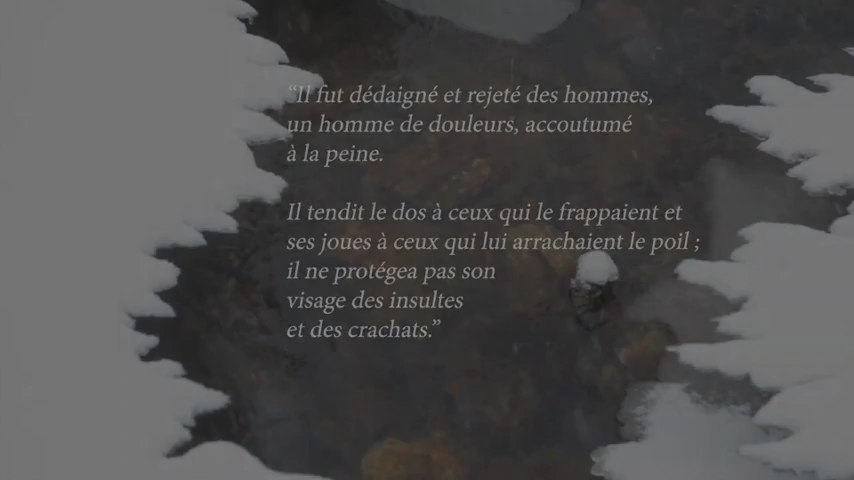 “Il fut dédaigné et rejeté des hommes,
un homme de douleurs, accoutumé
à la peine.
Il tendit le dos à ceux qui le frappaient et
ses joues à ceux qui lui arrachaient le poil ;
il ne protégea pas son
visage des insultes
et des crachats.”